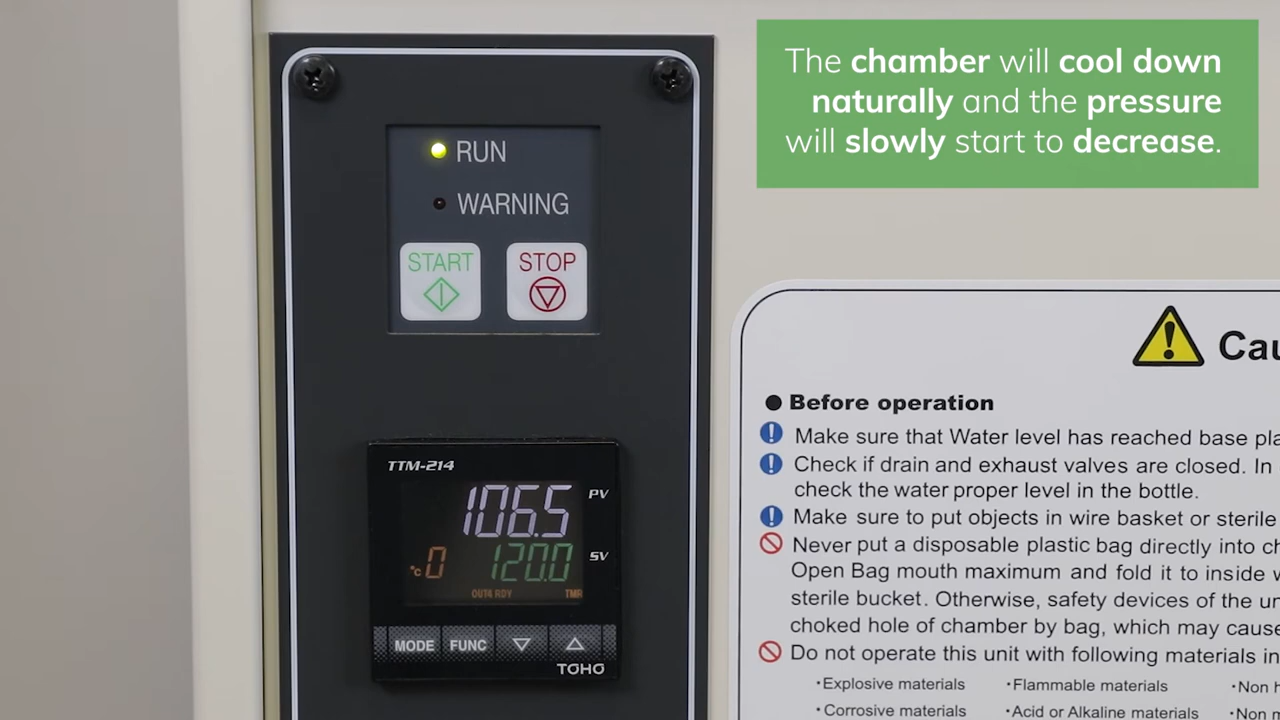 The chamber will cool down
naturally and the pressure
will slowly start to decrease.
RUN
WARNING
START
STOP
TTM-214
106.5 PV
°C 0 120.0 SV
OUT4 RDY TMR
MODE FUNC
TOHO
● Before operation
Make sure that Water level has reached base
Check if drain and exhaust valves are closed. In
check the water proper level in the bottle.
Make sure to put objects in wire basket or sterile
Never put a disposable plastic bag directly into
Open Bag mouth maximum and fold it to inside
sterile bucket. Otherwise, safety devices of the
choked hole of chamber by bag, which may cause
Do not operate this unit with following materials
・Explosive materials ・Flammable materials ・Non
・Corrosive materials ・Acid or Alkaline materials ・Non